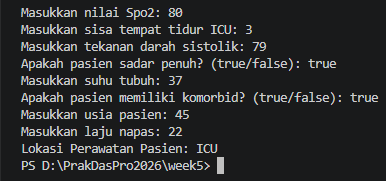 Masukkan nilai Spo2: 80
Masukkan sisa tempat tidur ICU: 3
Masukkan tekanan darah sistolik: 79
Apakah pasien sadar penuh? (true/false): true
Masukkan suhu tubuh: 37
Apakah pasien memiliki komorbid? (true/false): true
Masukkan usia pasien: 45
Masukkan laju napas: 22
Lokasi Perawatan Pasien: ICU
PS D:\PrakDasPro2026\week5>